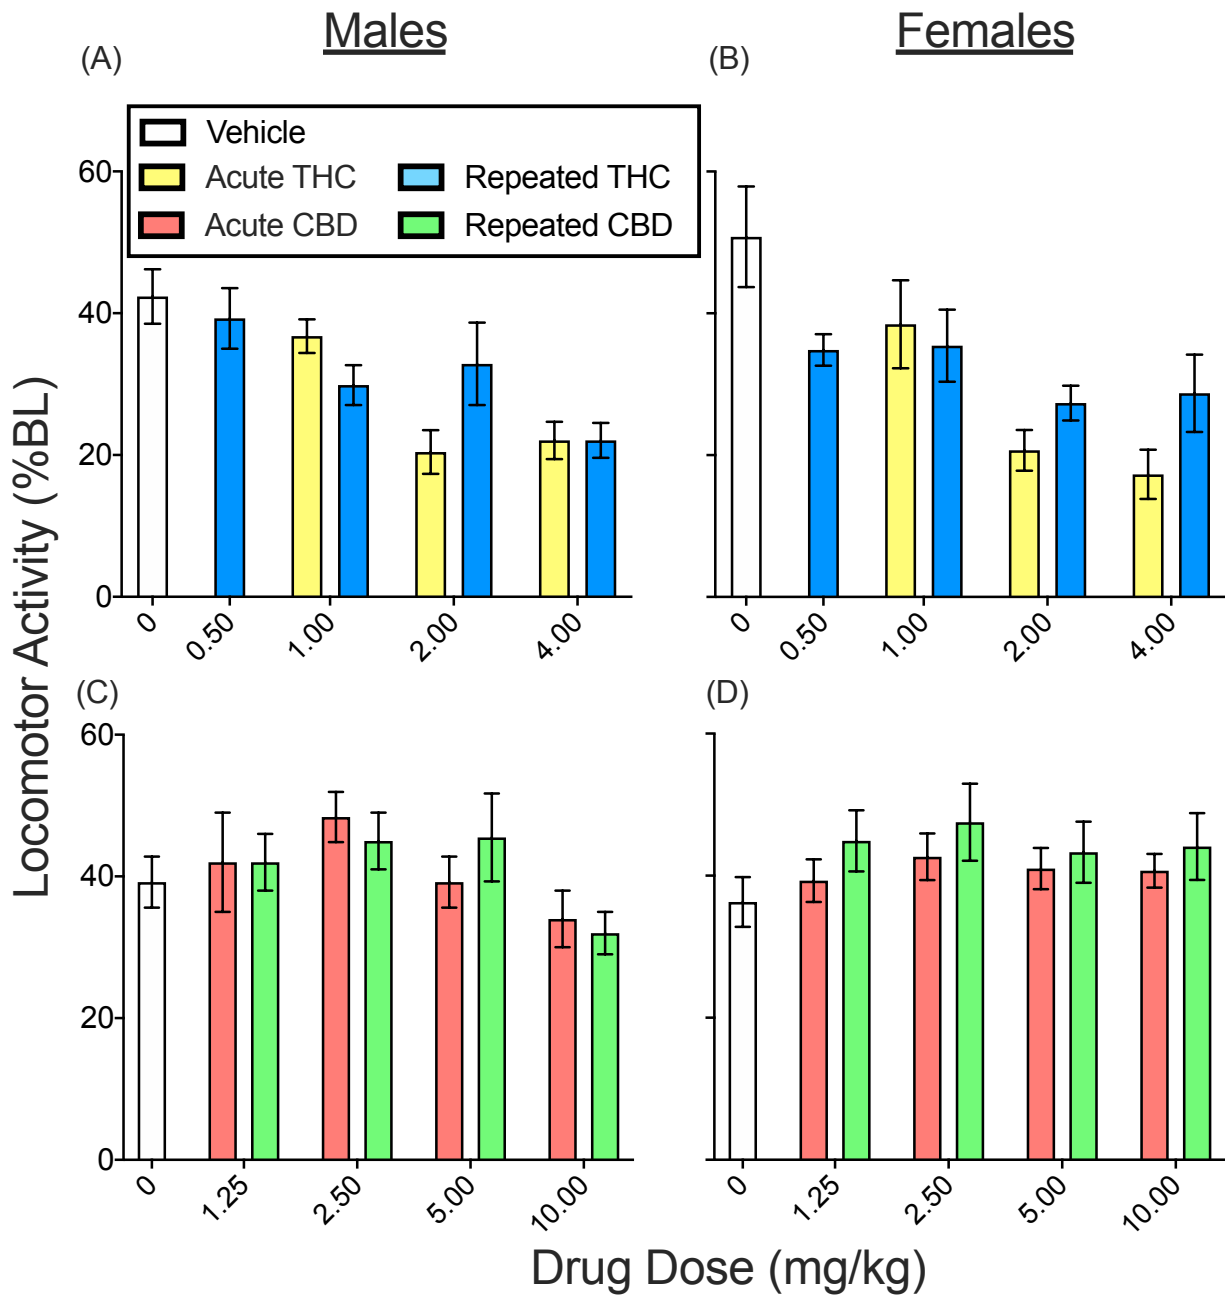 Males
Females
(A)
(B)
Vehicle
Acute THC
Repeated THC
Acute CBD
Repeated CBD
60
40
20
0
0
0.50
1.00
2.00
4.00
0
0.50
1.00
2.00
4.00
Locomotor Activity (%BL)
(C)
(D)
60
40
20
0
0
1.25
2.50
5.00
10.00
0
1.25
2.50
5.00
10.00
Drug Dose (mg/kg)